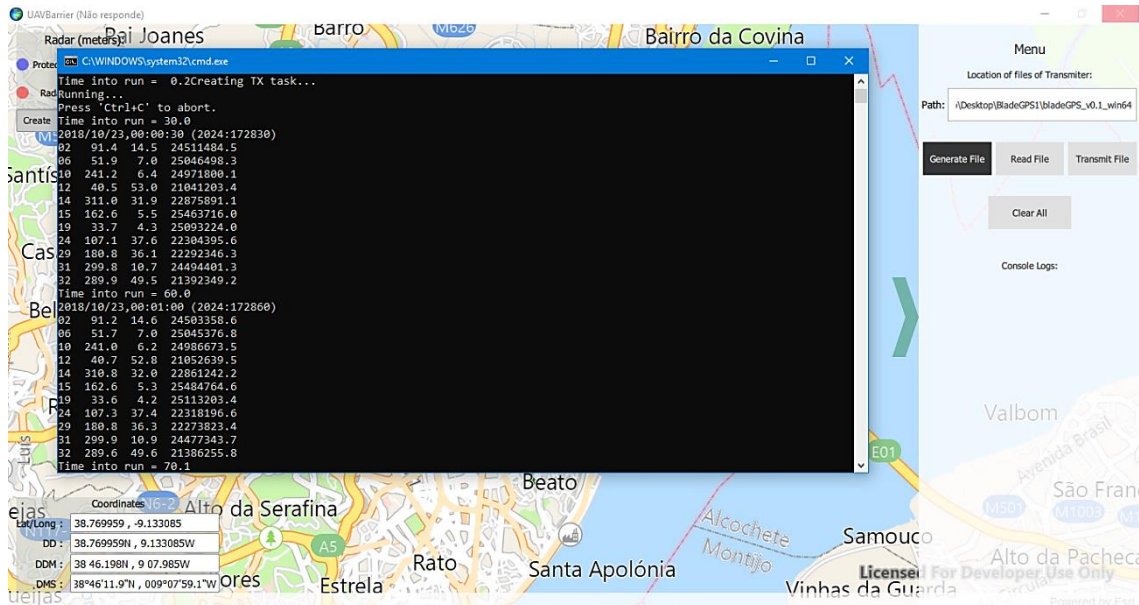 UAVBarrier (Não responde)
Radar (meters):
Pai Joanes
Barro
M626
Bairro da Covina
Create
C:\WINDOWS\system32\cmd.exe
Time into run =  0.2Creating TX task...
Running...
Press 'Ctrl+C' to abort.
Time into run = 30.0
2018/10/23,00:00:30 (2024:172830)
02   91.4  14.5  24511484.5
06   51.9   7.0  25046498.3
10  241.2   6.4  24971800.1
12   40.5  53.0  21041203.4
14  311.0  31.9  22875891.1
15  162.6   5.5  25463716.0
19   33.7   4.3  25093224.0
24  107.1  37.6  22304395.6
29  180.8  36.1  22292346.3
31  299.8  10.7  24494401.3
32  289.9  49.5  21392349.2
Time into run = 60.0
2018/10/23,00:01:00 (2024:172860)
02   91.2  14.6  24503358.6
06   51.7   7.0  25045376.8
10  241.0   6.2  24986673.5
12   40.7  52.8  21052639.5
14  310.8  32.0  22861242.2
15  162.6   5.3  25484764.6
19   33.6   4.2  25113203.4
24  107.3  37.4  22318196.6
29  180.8  36.3  22273823.4
31  299.9  10.9  24477343.7
32  289.6  49.6  21386255.8
Time into run = 70.1
Menu
Location of files of Transmiter:
Path: \Desktop\BladeGPS1\bladeGPS_v0.1_win64
Generate File
Read File
Transmit File
Clear All
Console Logs:
Valbom
Avenida Brasil
E01
São Fran
M501
M1003
Alto da Pacheca
Beato
Alto da Serafina
N6-2
N117
A5
Alcochete
Montijo
Samouco
Rato
Santa Apolónia
Estrela
Vinhas da Guarda
Coordinates
Lat/Long : 38.769959 , -9.133085
DD : 38.769959N , 9.133085W
DDM : 38 46.198N , 9 07.985W
DMS : 38°46'11.9"N , 009°07'59.1"W
Licensed For Developer Use Only
Powered by Esri